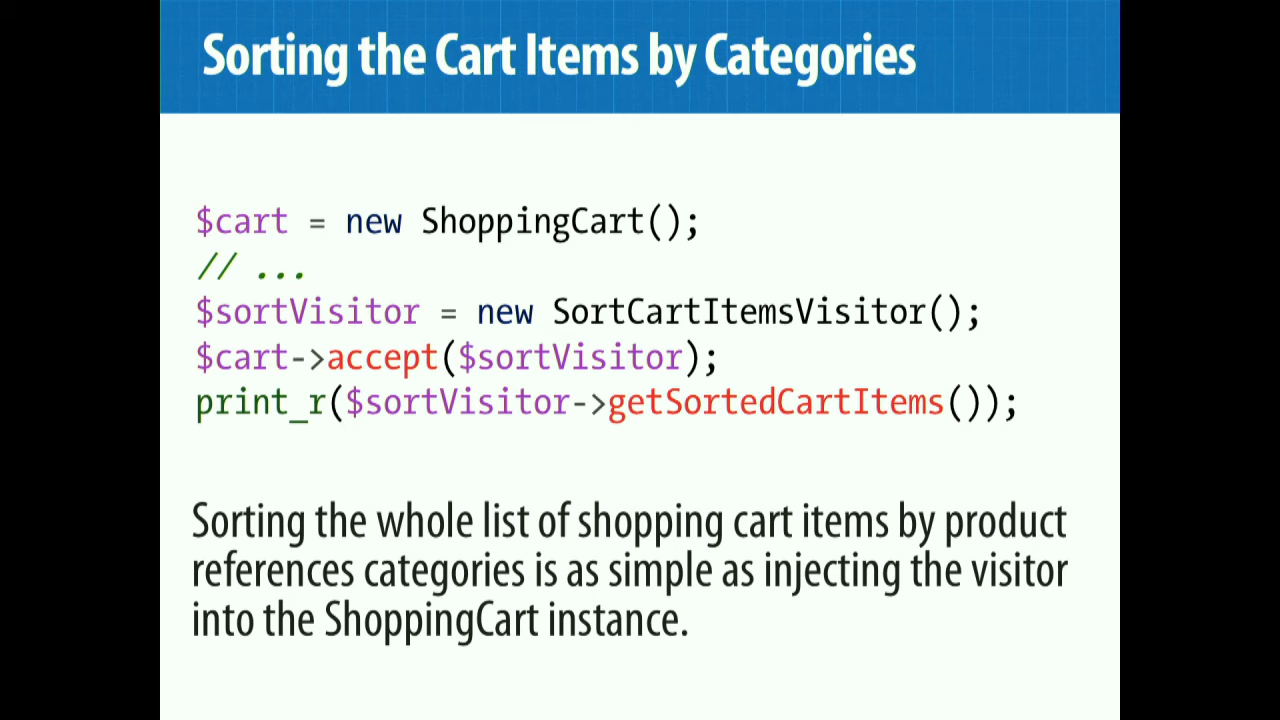 Sorting the Cart Items by Categories
$cart = new ShoppingCart();
// ...
$sortVisitor = new SortCartItemsVisitor();
$cart->accept($sortVisitor);
print_r($sortVisitor->getSortedCartItems());
Sorting the whole list of shopping cart items by product
references categories is as simple as injecting the visitor
into the ShoppingCart instance.